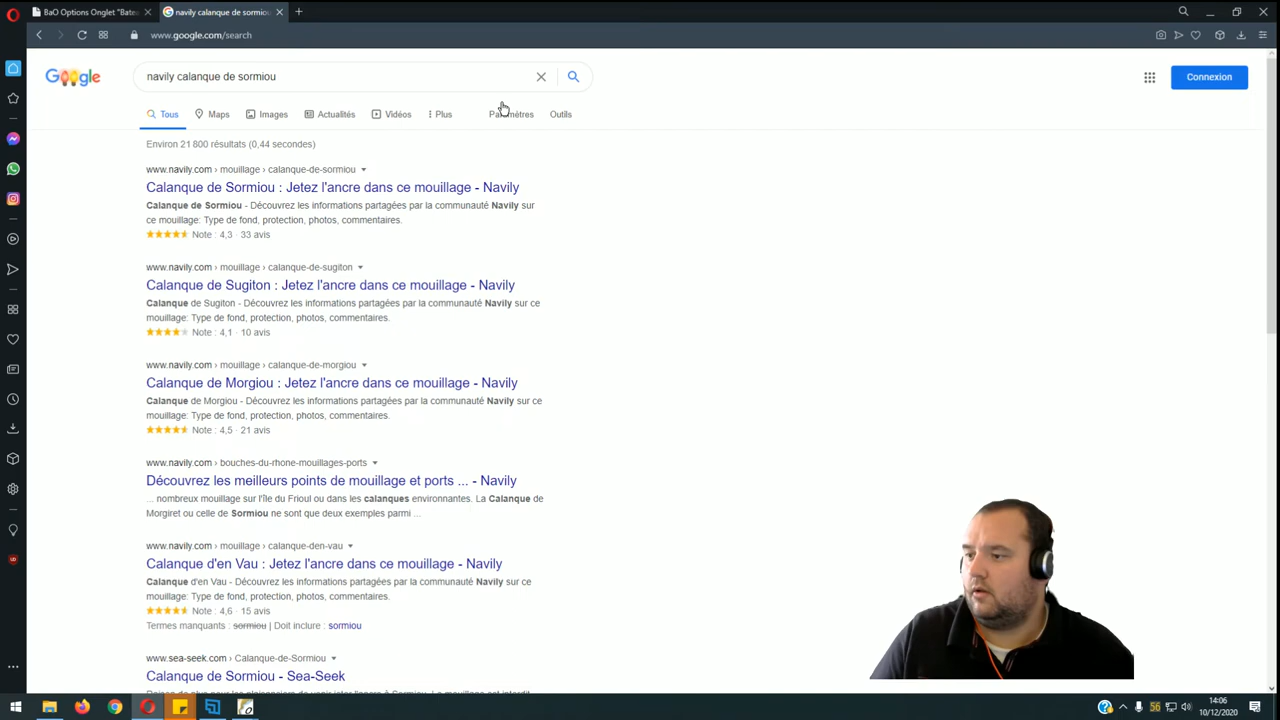 BaO Options Onglet "Bate
navily calanque de sormiou
www.google.com/search
Google
navily calanque de sormiou
Connexion
Tous
Maps
Images
Actualités
Vidéos
Plus
Paramètres
Outils
Environ 21 800 résultats (0,44 secondes)
www.navily.com › mouillage › calanque-de-sormiou
Calanque de Sormiou : Jetez l'ancre dans ce mouillage - Navily
Calanque de Sormiou - Découvrez les informations partagées par la communauté Navily sur
ce mouillage: Type de fond, protection, photos, commentaires.
Note : 4,3 · 33 avis
www.navily.com › mouillage › calanque-de-sugiton
Calanque de Sugiton : Jetez l'ancre dans ce mouillage - Navily
Calanque de Sugiton - Découvrez les informations partagées par la communauté Navily sur ce
mouillage: Type de fond, protection, photos, commentaires.
Note : 4,1 · 10 avis
www.navily.com › mouillage › calanque-de-morgiou
Calanque de Morgiou : Jetez l'ancre dans ce mouillage - Navily
Calanque de Morgiou - Découvrez les informations partagées par la communauté Navily sur ce
mouillage: Type de fond, protection, photos, commentaires.
Note : 4,5 · 21 avis
www.navily.com › bouches-du-rhone-mouillages-ports
Découvrez les meilleurs points de mouillage et ports ... - Navily
... nombreux mouillage sur l'île du Frioul ou dans les calanques environnantes. La Calanque de
Morgiret ou celle de Sormiou ne sont que deux exemples parmi ...
www.navily.com › mouillage › calanque-den-vau
Calanque d'en Vau : Jetez l'ancre dans ce mouillage - Navily
Calanque d'en Vau - Découvrez les informations partagées par la communauté Navily sur ce
mouillage: Type de fond, protection, photos, commentaires.
Note : 4,6 · 15 avis
Termes manquants : sormiou | Doit inclure : sormiou
www.sea-seek.com › Calanque-de-Sormiou
Calanque de Sormiou - Sea-Seek
56
14:06
10/12/2020